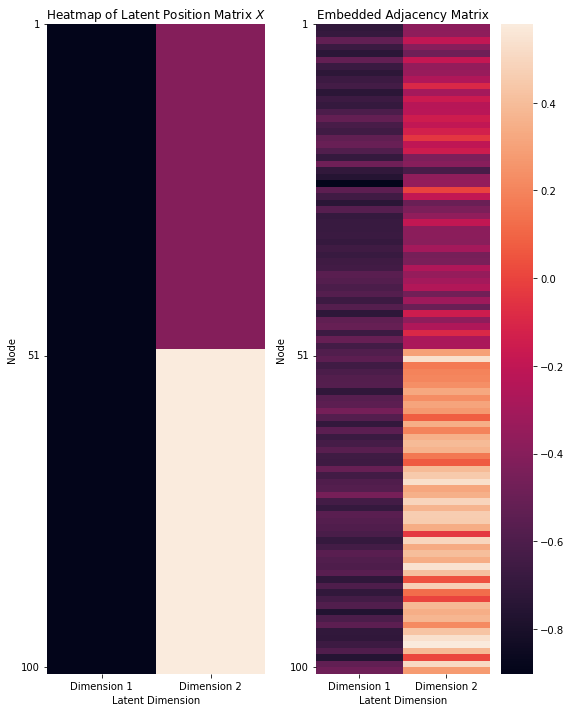 Heatmap of Latent Position Matrix X
1
51
100
Node
Dimension 1
Dimension 2
Latent Dimension
Embedded Adjacency Matrix
1
51
100
Node
Dimension 1
Dimension 2
Latent Dimension
0.4
0.2
0.0
−0.2
−0.4
−0.6
−0.8